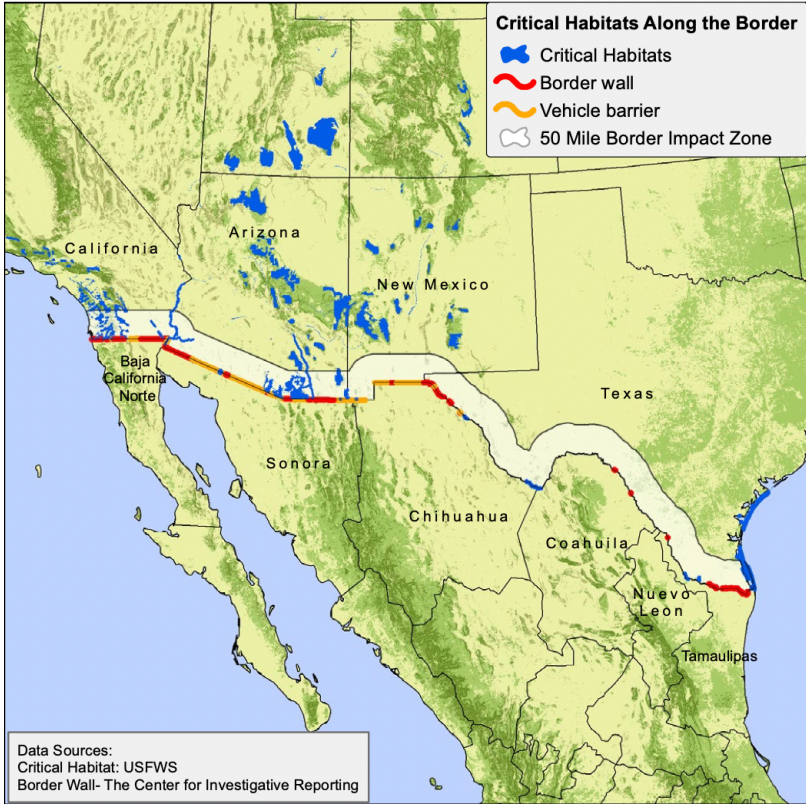 Critical Habitats Along the Border
Critical Habitats
Border wall
Vehicle barrier
50 Mile Border Impact Zone
California
Arizona
New Mexico
Baja
California
Norte
Texas
Sonora
Chihuahua
Coahuila
Nuevo
Leon
Tamaulipas
Data Sources:
Critical Habitat: USFWS
Border Wall- The Center for Investigative Reporting